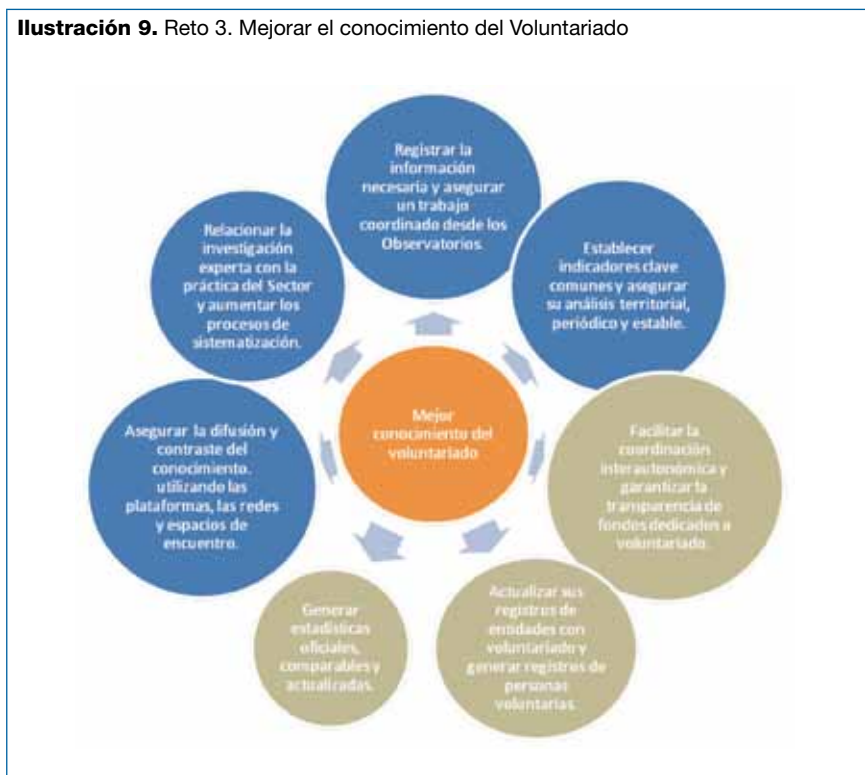 Ilustración 9. Reto 3. Mejorar el conocimiento del Voluntariado
Registrar la
información
necesaria y asegurar
un trabajo
coordinado desde los
Observatorios.
Establecer
indicadores clave
comunes y asegurar
su análisis territorial,
periódico y estable.
Facilitar la
coordinación
interautonómica y
garantizar la
transparencia de
fondos dedicados a
voluntariado.
Actualizar sus
registros de
entidades con
voluntariado y
generar registros de
personas
voluntarias.
Generar
estadísticas
oficiales,
comparables y
actualizadas.
Asegurar la difusión y
contraste del
conocimiento.
utilizando las
plataformas, las redes
y espacios de
encuentro.
Relacionar la
investigación
experta con la
práctica del Sector
y aumentar los
procesos de
sistematización.
Mejor
conocimiento del
voluntariado